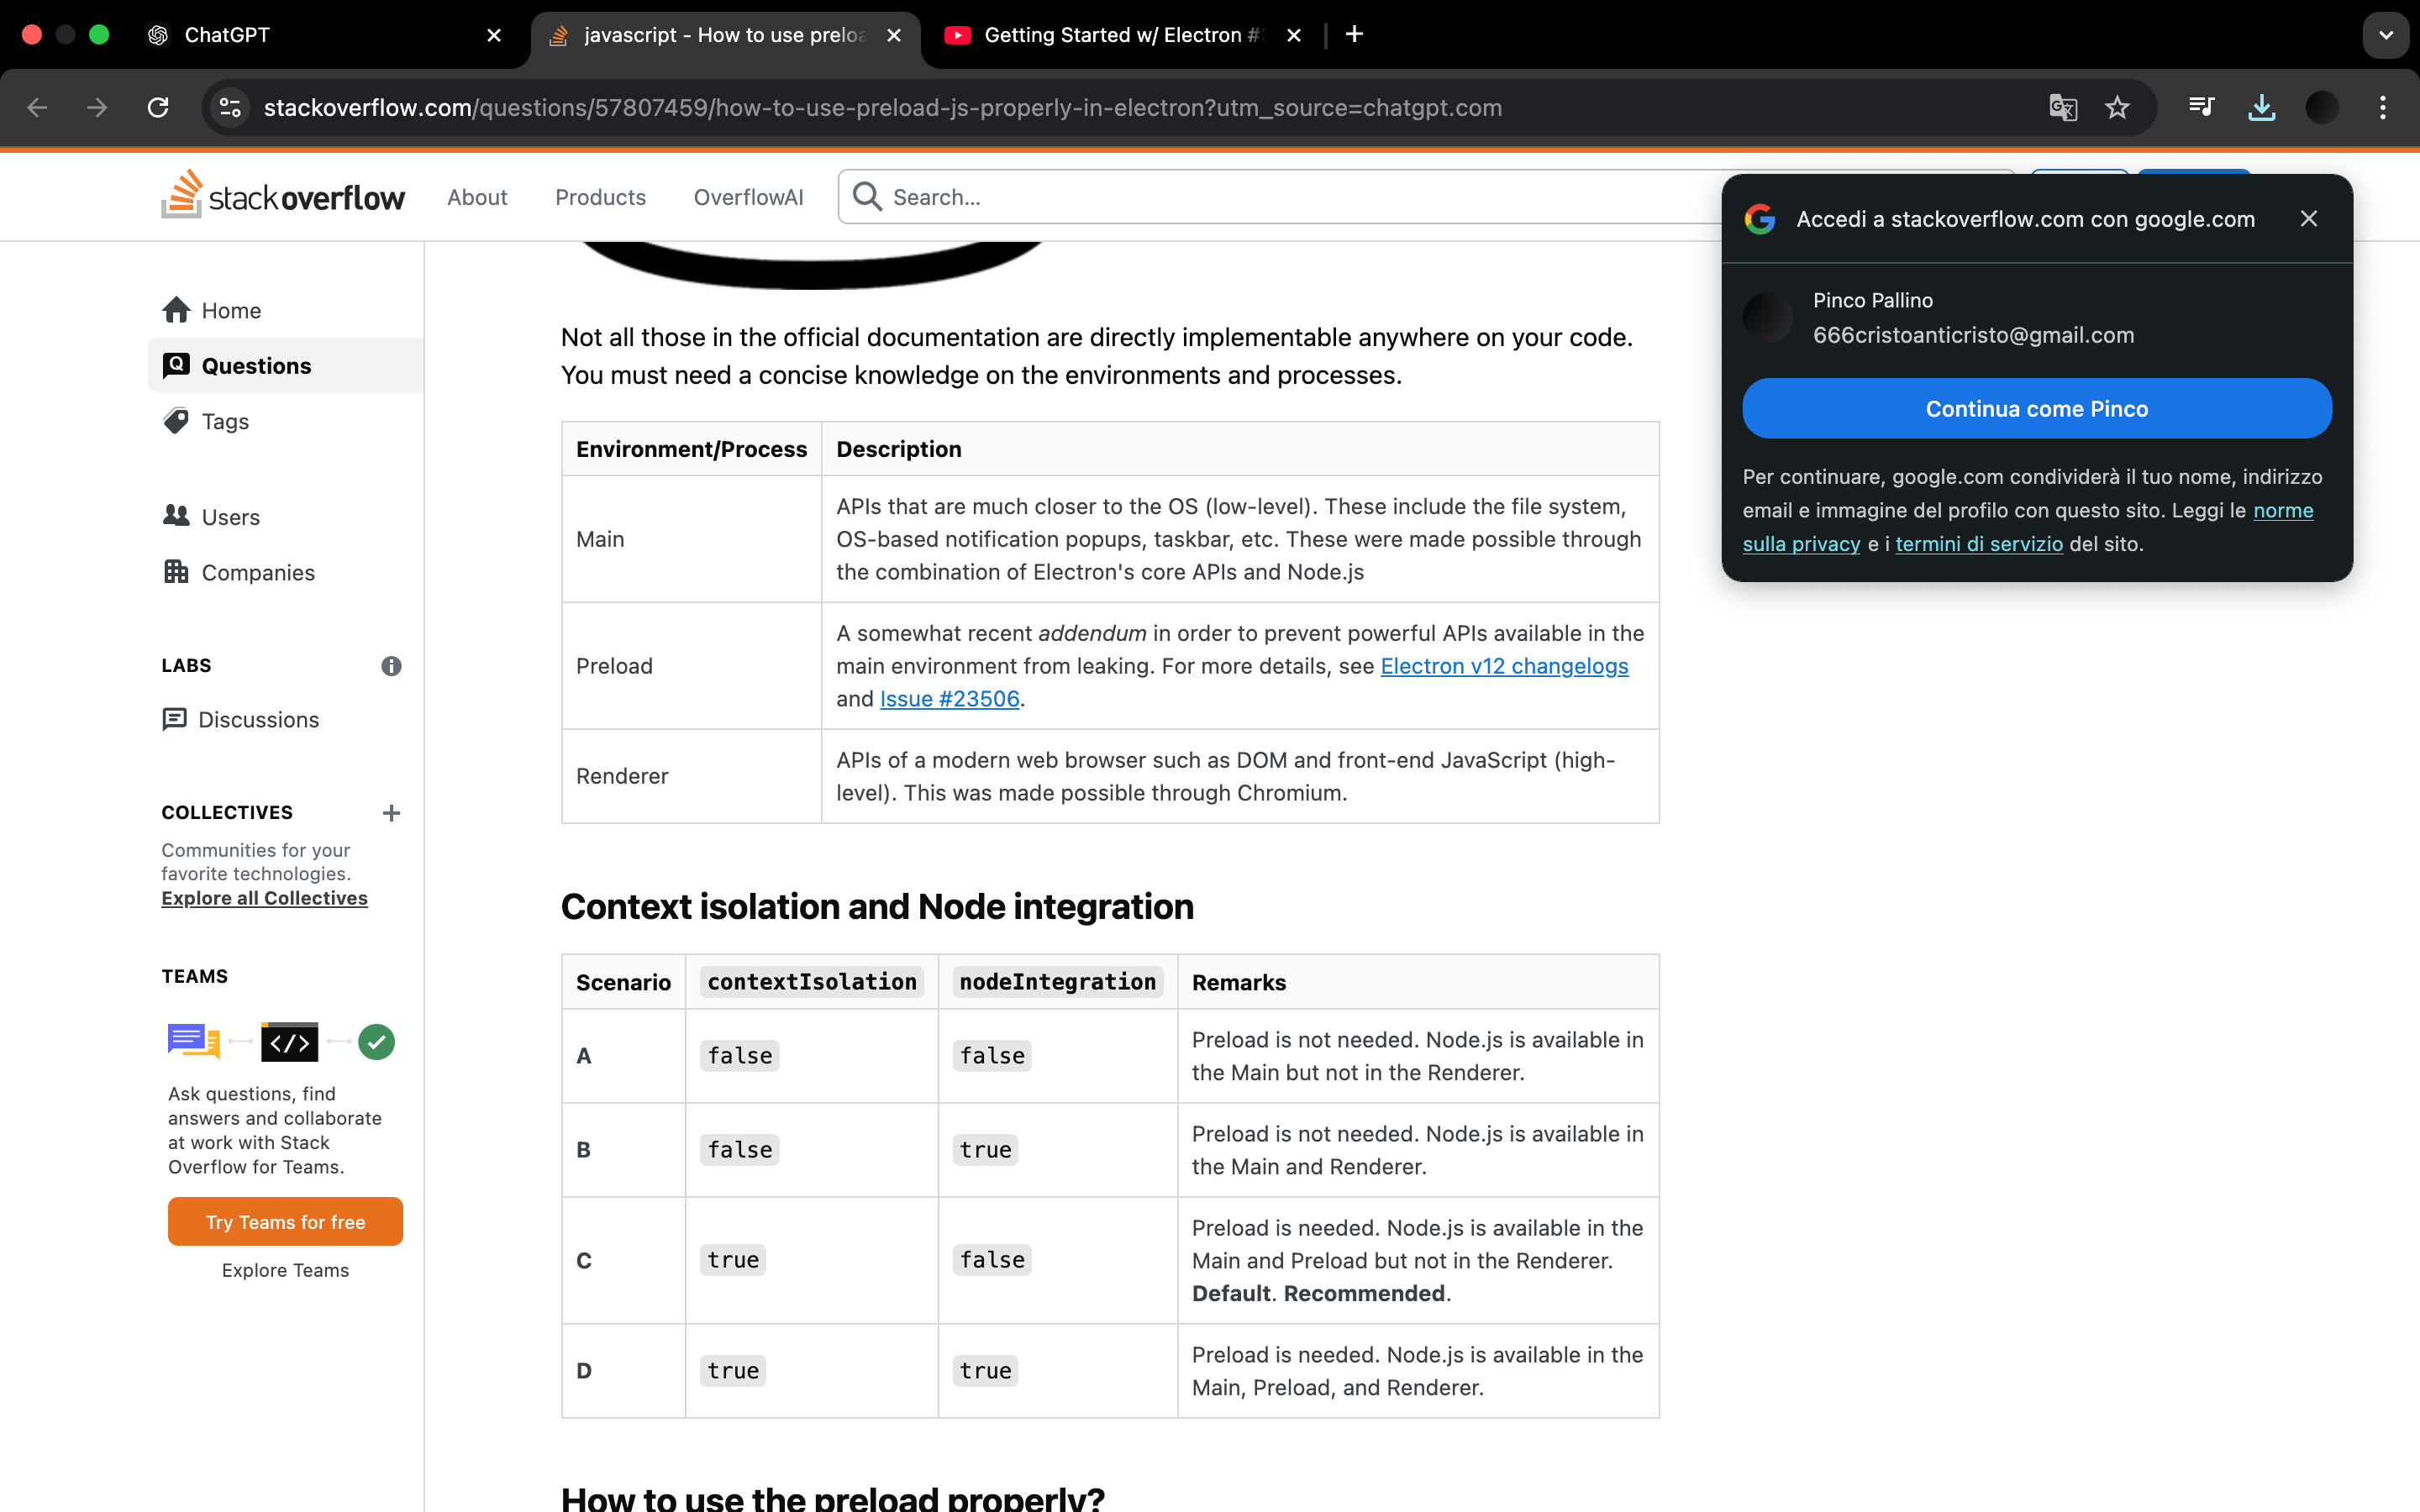 ChatGPT
javascript - How to use preloa
Getting Started w/ Electron #
stackoverflow.com/questions/57807459/how-to-use-preload-js-properly-in-electron?utm_source=chatgpt.com
stack overflow
About
Products
OverflowAI
Search...
Accedi a stackoverflow.com con google.com
Pinco Pallino
666cristoanticristo@gmail.com
Continua come Pinco
Per continuare, google.com condividerà il tuo nome, indirizzo
email e immagine del profilo con questo sito. Leggi le norme
sulla privacy e i termini di servizio del sito.
Home
Questions
Tags
Users
Companies
LABS
Discussions
COLLECTIVES
Communities for your
favorite technologies.
Explore all Collectives
TEAMS
</>
Ask questions, find
answers and collaborate
at work with Stack
Overflow for Teams.
Try Teams for free
Explore Teams
Not all those in the official documentation are directly implementable anywhere on your code.
You must need a concise knowledge on the environments and processes.
Environment/Process
Description
Main
APIs that are much closer to the OS (low-level). These include the file system,
OS-based notification popups, taskbar, etc. These were made possible through
the combination of Electron's core APIs and Node.js
Preload
A somewhat recent addendum in order to prevent powerful APIs available in the
main environment from leaking. For more details, see Electron v12 changelogs
and Issue #23506.
Renderer
APIs of a modern web browser such as DOM and front-end JavaScript (high-
level). This was made possible through Chromium.
Context isolation and Node integration
Scenario
contextIsolation
nodeIntegration
Remarks
A
false
false
Preload is not needed. Node.js is available in
the Main but not in the Renderer.
B
false
true
Preload is not needed. Node.js is available in
the Main and Renderer.
C
true
false
Preload is needed. Node.js is available in the
Main and Preload but not in the Renderer.
Default. Recommended.
D
true
true
Preload is needed. Node.js is available in the
Main, Preload, and Renderer.
How to use the preload properly?